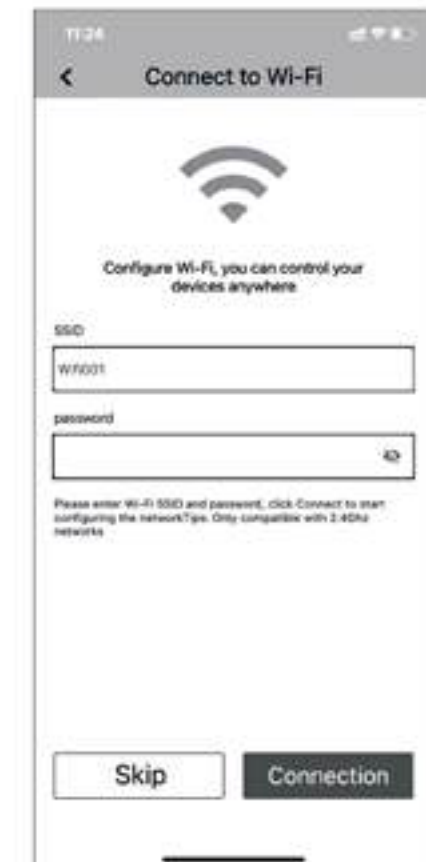 11:24
Connect to Wi-Fi
Configure Wi-Fi, you can control your
devices anywhere
SSID
Wifi001
password
Please enter Wi-Fi SSID and password, click Connect to start
configuring the networkTips. Only compatible with 2.4Ghz
networks
Skip
Connection